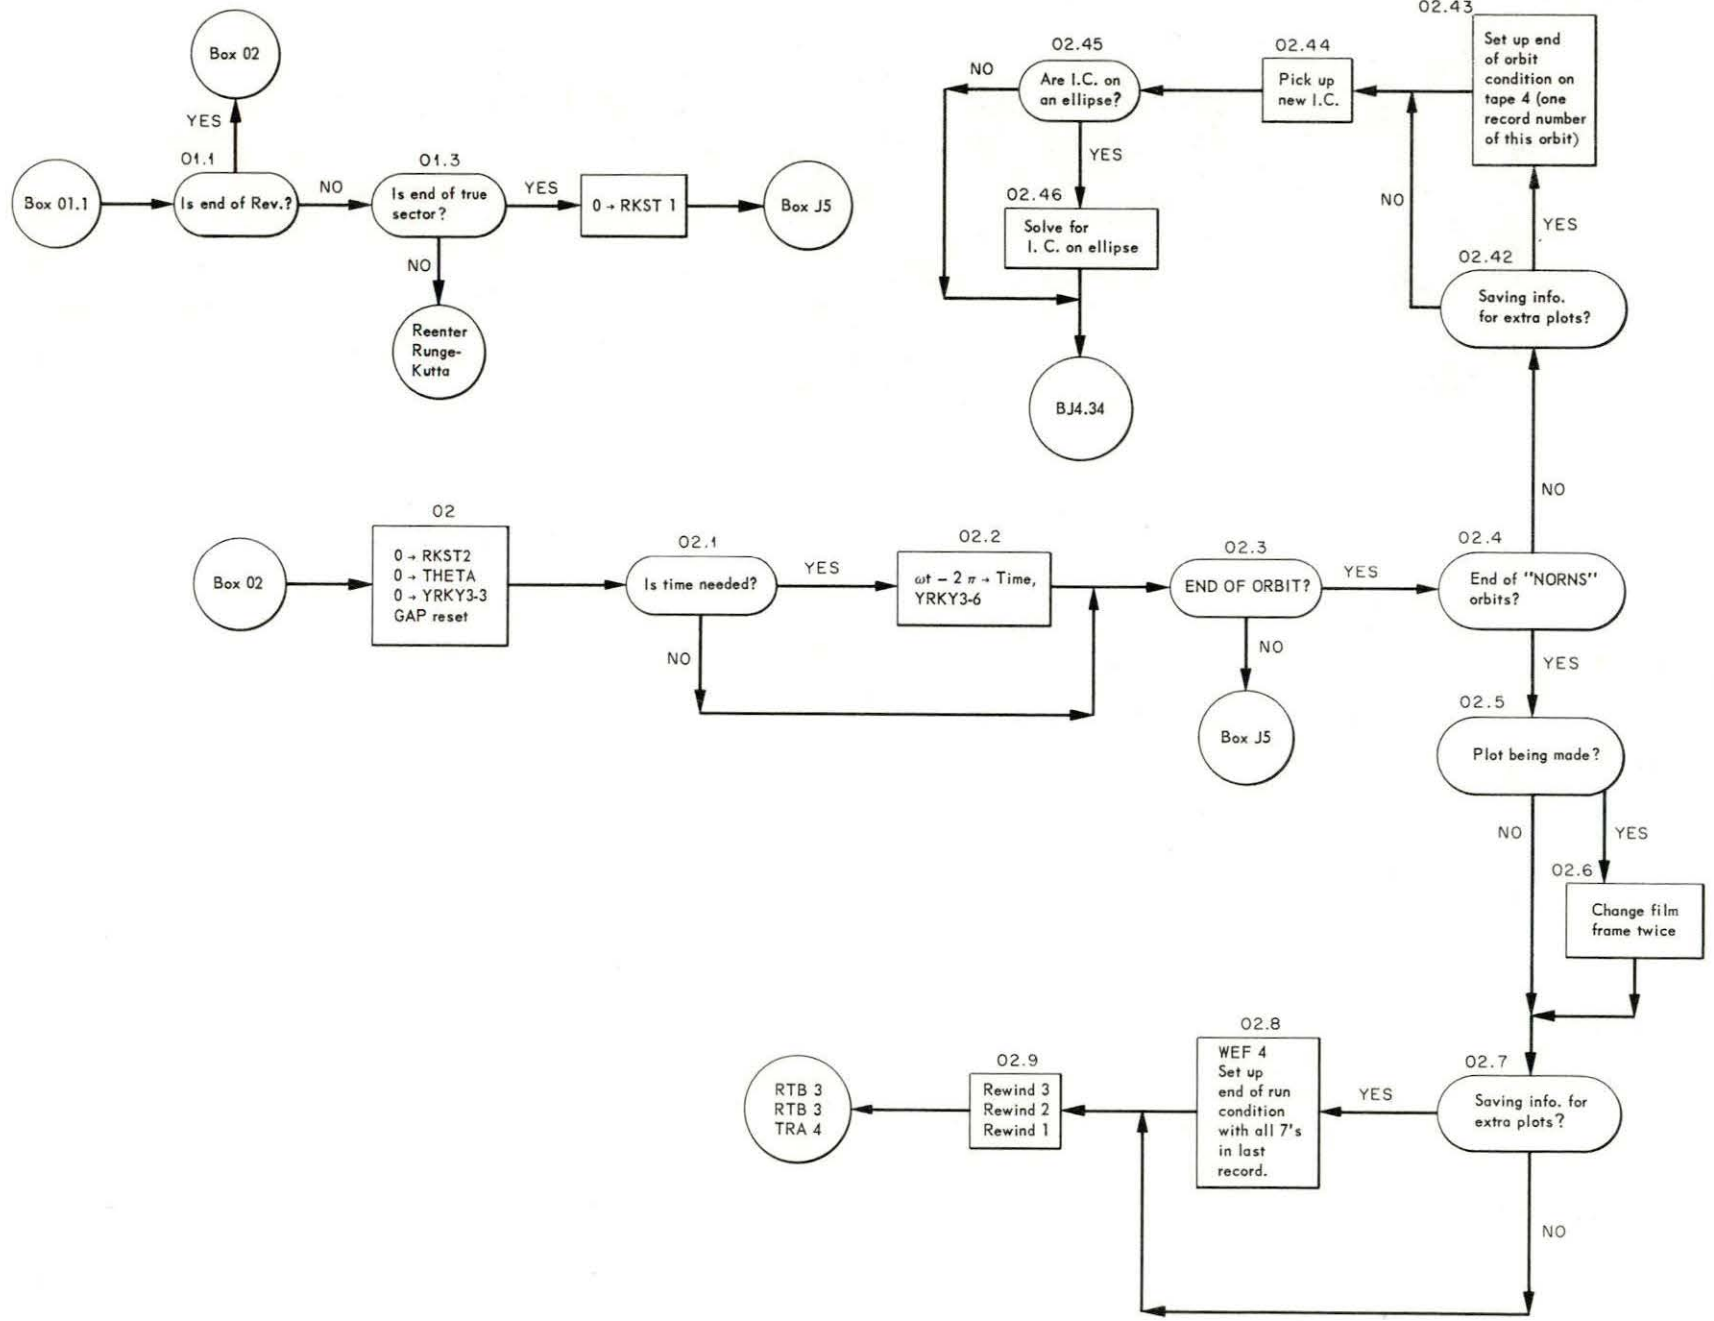 Box 02
YES
01.1
Box 01.1
Is end of Rev.?
NO
01.3
Is end of true
sector?
YES
0 → RKST 1
Box J5
NO
Reenter
Runge-
Kutta
02.43
Set up end
of orbit
condition on
tape 4 (one
record number
of this orbit)
02.44
Pick up
new I.C.
02.45
Are I.C. on
an ellipse?
NO
YES
02.46
Solve for
I. C. on ellipse
BJ4.34
NO
YES
02.42
Saving info.
for extra plots?
NO
Box 02
02
0 → RKST2
0 → THETA
0 → YRKY3-3
GAP reset
02.1
Is time needed?
YES
NO
02.2
ωt − 2 π → Time,
YRKY3-6
02.3
END OF ORBIT?
YES
NO
Box J5
02.4
End of "NORNS"
orbits?
YES
02.5
Plot being made?
NO
YES
02.6
Change film
frame twice
02.7
Saving info. for
extra plots?
YES
NO
02.8
WEF 4
Set up
end of run
condition
with all 7's
in last
record.
02.9
Rewind 3
Rewind 2
Rewind 1
RTB 3
RTB 3
TRA 4